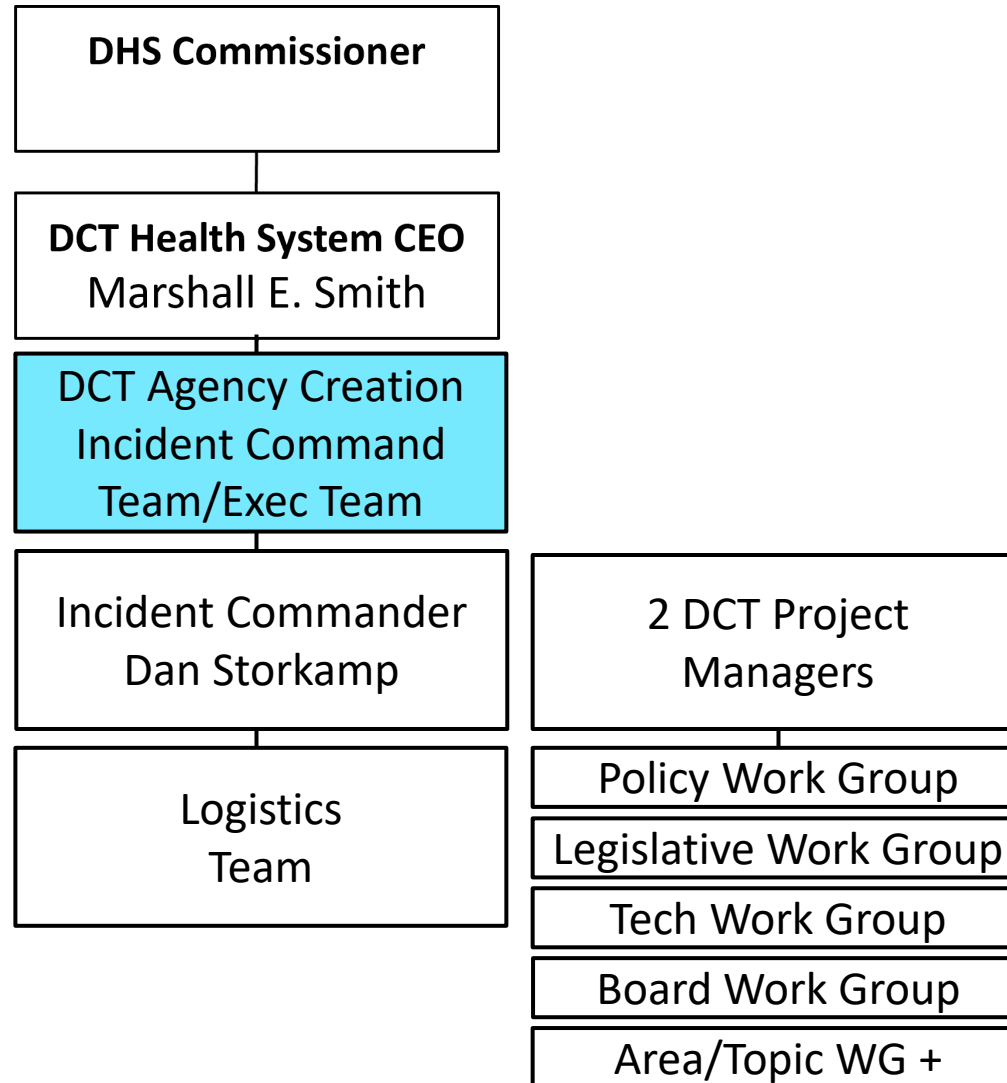 DHS Commissioner
DCT Health System CEO
Marshall E. Smith
DCT Agency Creation
Incident Command
Team/Exec Team
Incident Commander
Dan Storkamp
Logistics
Team
2 DCT Project
Managers
Policy Work Group
Legislative Work Group
Tech Work Group
Board Work Group
Area/Topic WG +